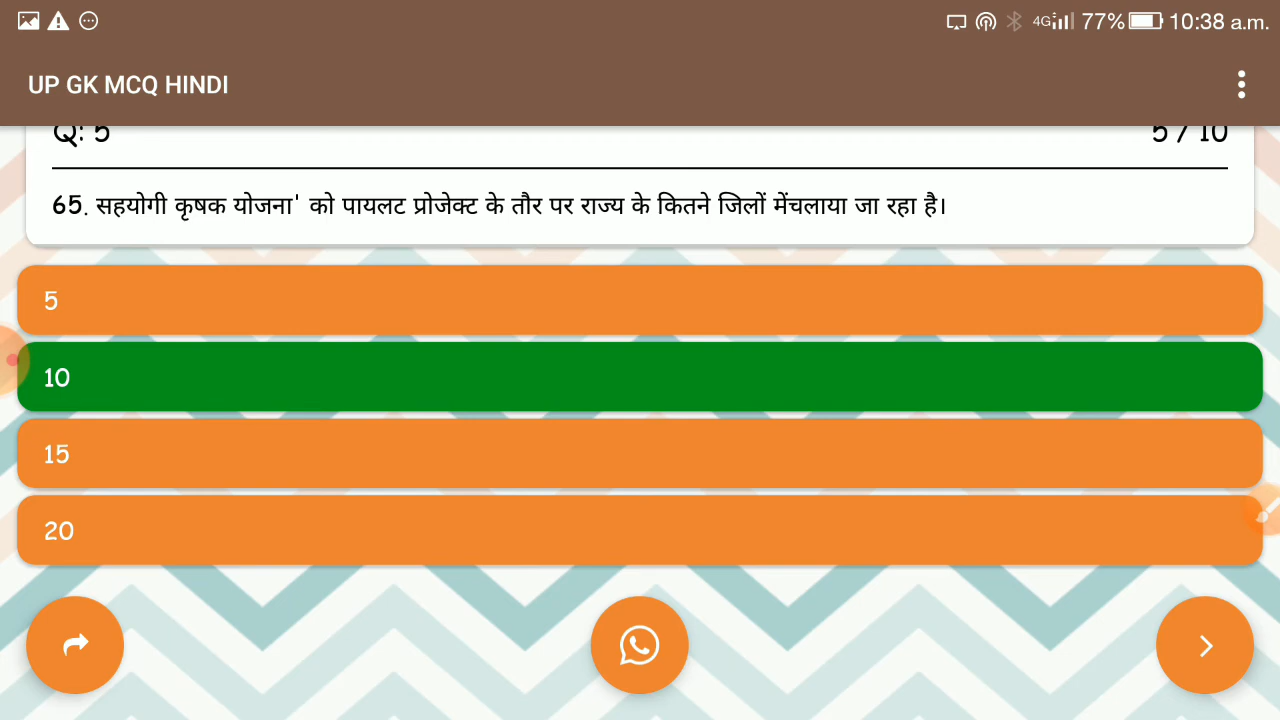 4G 77% 10:38 a.m.
UP GK MCQ HINDI
Q: 5 5 / 10
65. सहयोगी कृषक योजना' को पायलट प्रोजेक्ट के तौर पर राज्य के कितने जिलों मेंचलाया जा रहा है।
5
10
15
20